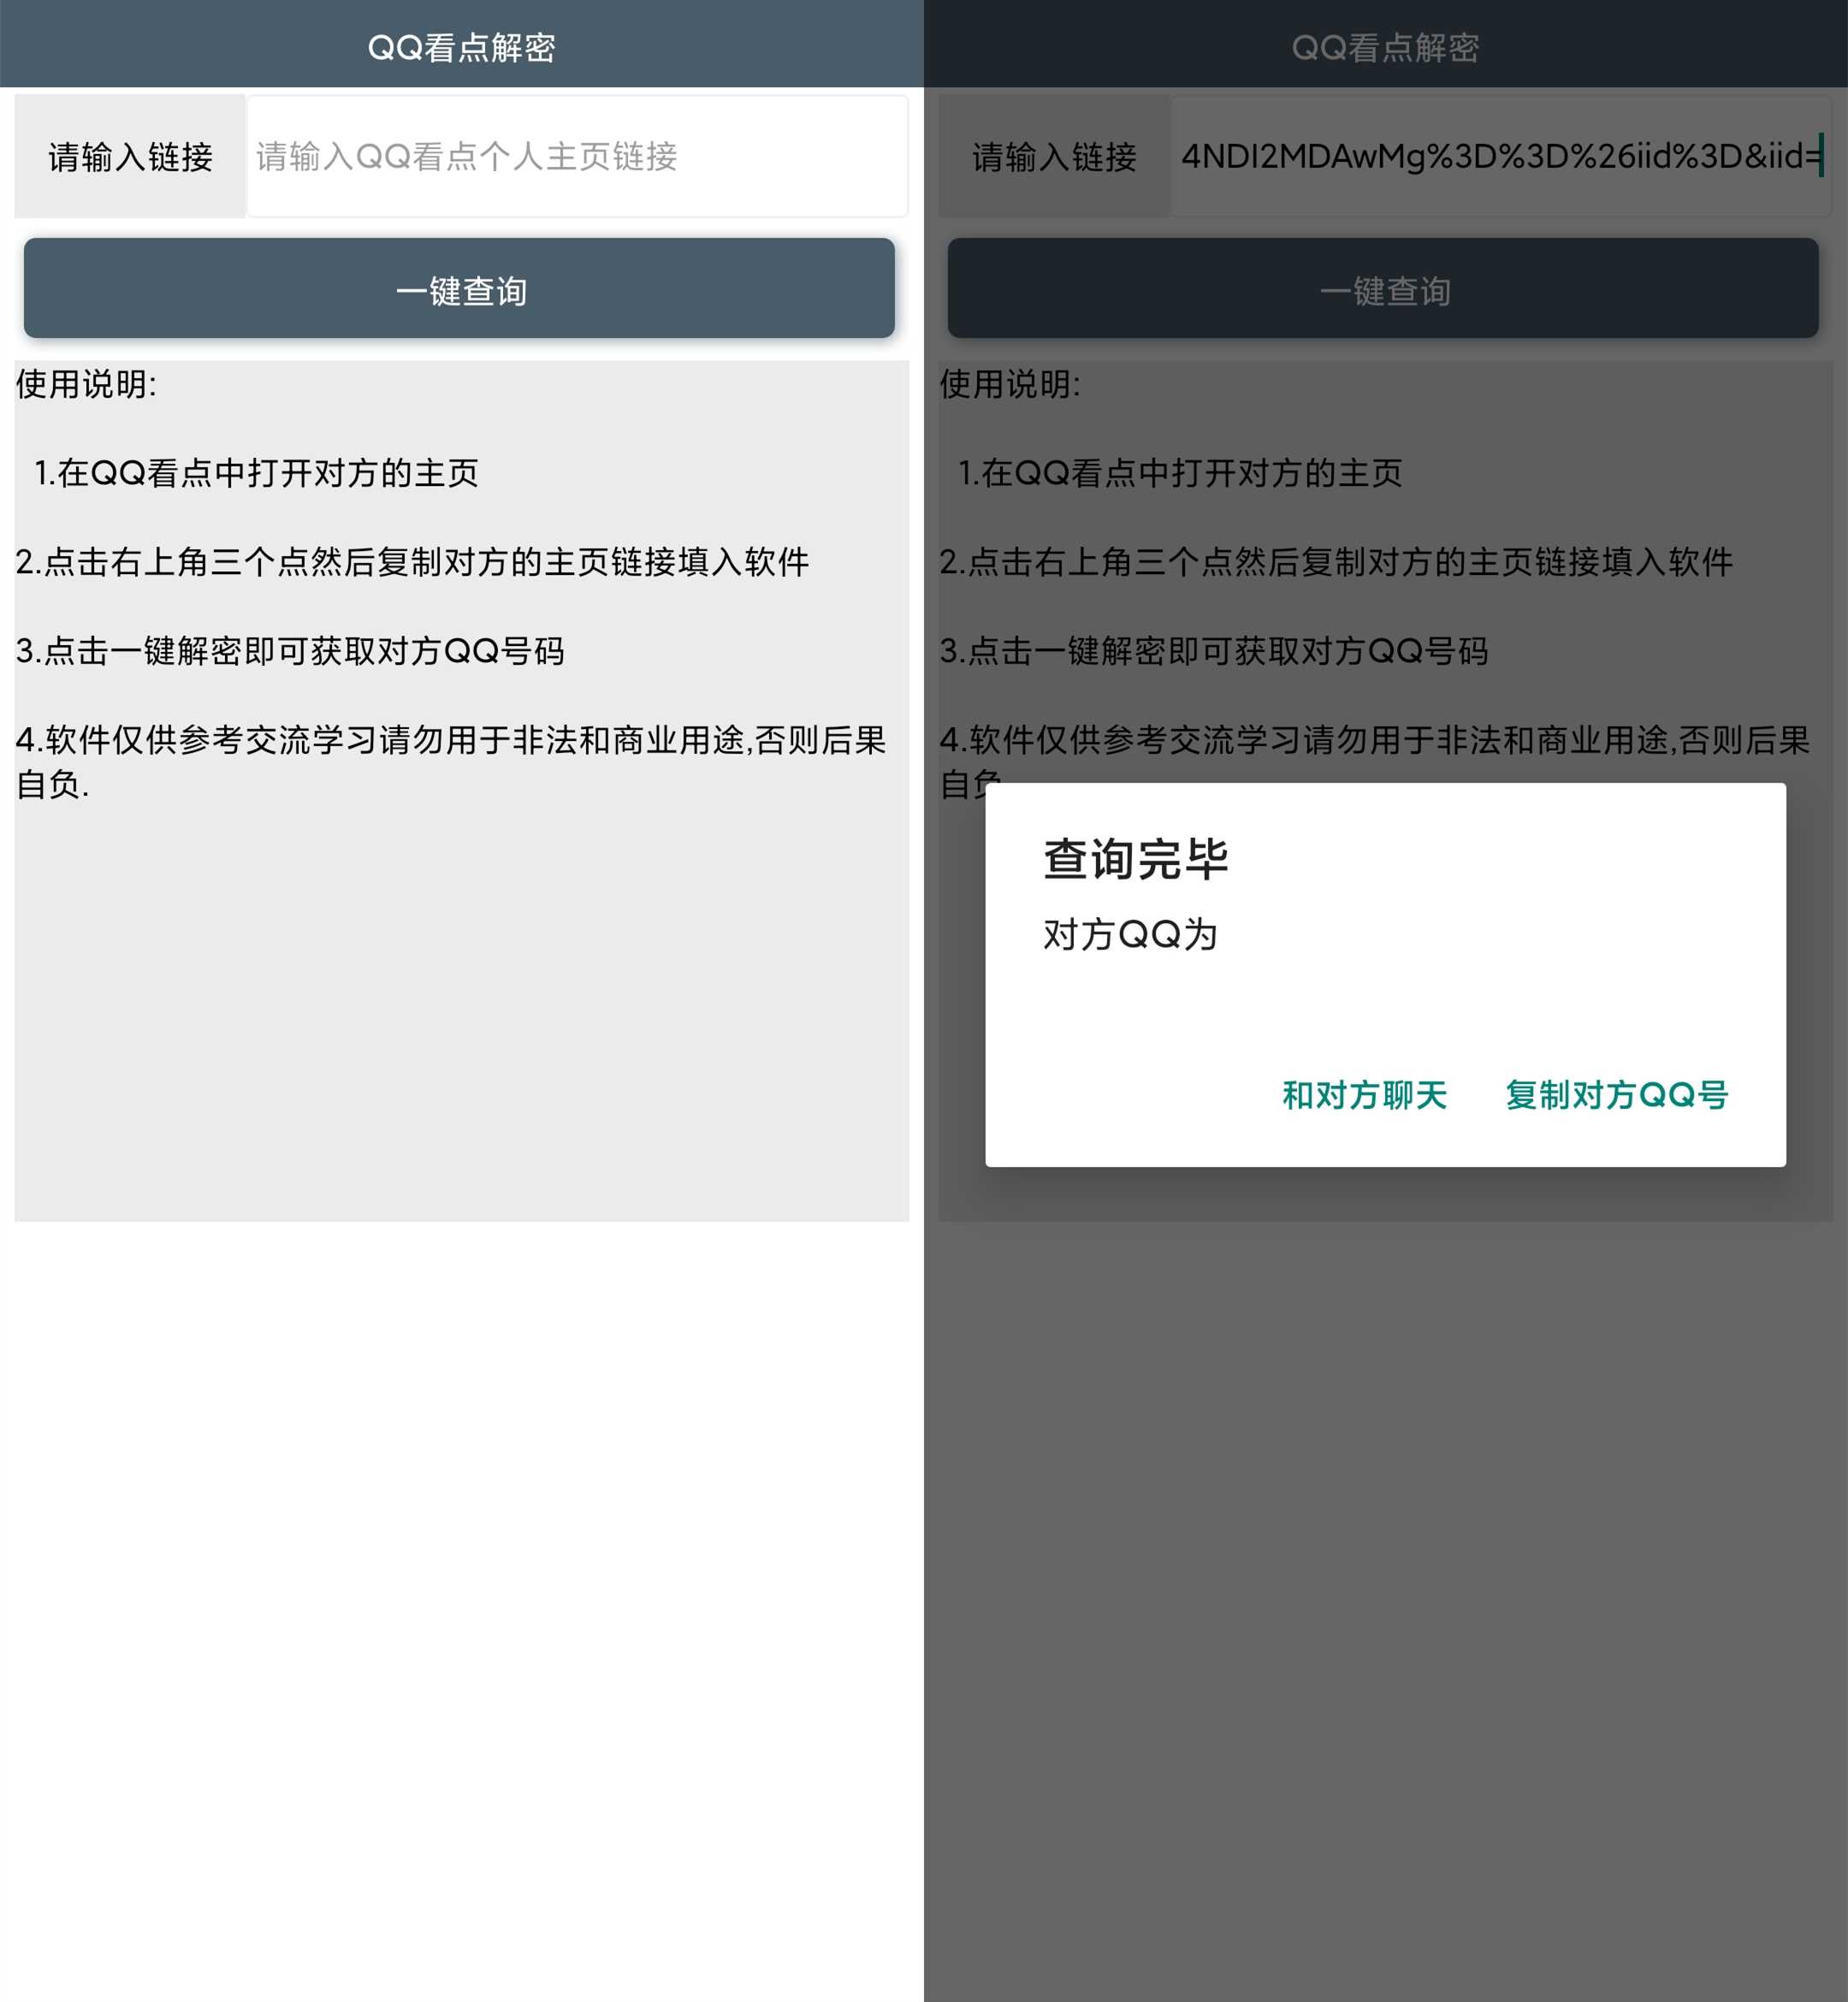 QQ看点解密
请输入链接
请输入QQ看点个人主页链接
一键查询
使用说明:
1.在QQ看点中打开对方的主页
2.点击右上角三个点然后复制对方的主页链接填入软件
3.点击一键解密即可获取对方QQ号码
4.软件仅供参考交流学习请勿用于非法和商业用途,否则后果
自负.
QQ看点解密
请输入链接
4NDI2MDAwMg%3D%3D%26iid%3D&iid=
一键查询
使用说明:
1.在QQ看点中打开对方的主页
2.点击右上角三个点然后复制对方的主页链接填入软件
3.点击一键解密即可获取对方QQ号码
4.软件仅供参考交流学习请勿用于非法和商业用途,否则后果
自负
查询完毕
对方QQ为
和对方聊天
复制对方QQ号